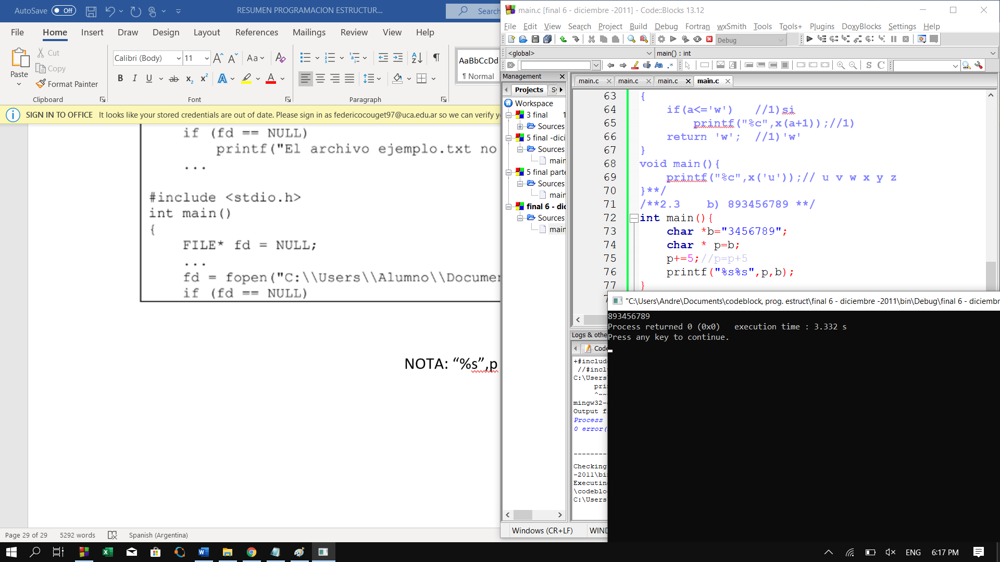 AutoSave Off
RESUMEN PROGRAMACION ESTRUCTUR...
Search
File Home Insert Draw Design Layout References Mailings Review View Help
Paste
Cut
Copy
Format Painter
Clipboard
Calibri (Body) 11
Font
Paragraph
AaBbCcDd
¶ Normal
SIGN IN TO OFFICE It looks like your stored credentials are out of date. Please sign in as federicocouget97@uca.edu.ar so we can verify
if (fd == NULL)
printf("El archivo ejemplo.txt no
...
#include <stdio.h>
int main()
{
FILE* fd = NULL;
...
fd = fopen("C:\\Users\\Alumno\\Documen
if (fd == NULL)
NOTA: “%s”,p
Page 29 of 29 5292 words Spanish (Argentina)
main.c [final 6 - diciembre -2011] - Code::Blocks 13.12
File Edit View Search Project Build Debug Fortran wxSmith Tools Tools+ Plugins DoxyBlocks Settings Help
Debug
<global> main() : int
Management
Projects
Workspace
3 final
Sources
5 final -dici
Sources
main
5 final parte
Sources
main
final 6 - dic
Sources
main
Windows (CR+LF) WIND
main.c main.c main.c main.c
63 {
64 if(a<='w') //1)si
65 printf("%c",x(a+1));//1)
66 return 'w'; //1)'w'
67 }
68 void main(){
69 printf("%c",x('u'));// u v w x y z
70 }**/
71 /**2.3 b) 893456789 **/
72 int main(){
73 char *b="3456789";
74 char * p=b;
75 p+=5;//p=p+5
76 printf("%s%s",p,b);
77 }
Logs & othe
Code
+#include
//#inclu
C:\Users
prin
^~~
mingw32-
Output f
Process
0 error(
--------
Checking
-2011\bin
Executing
\codebloc
C:\Users
"C:\Users\Andre\Documents\codeblock, prog. estruct\final 6 - diciembre -2011\bin\Debug\final 6 - diciembr
893456789
Process returned 0 (0x0) execution time : 3.332 s
Press any key to continue.
ENG 6:17 PM